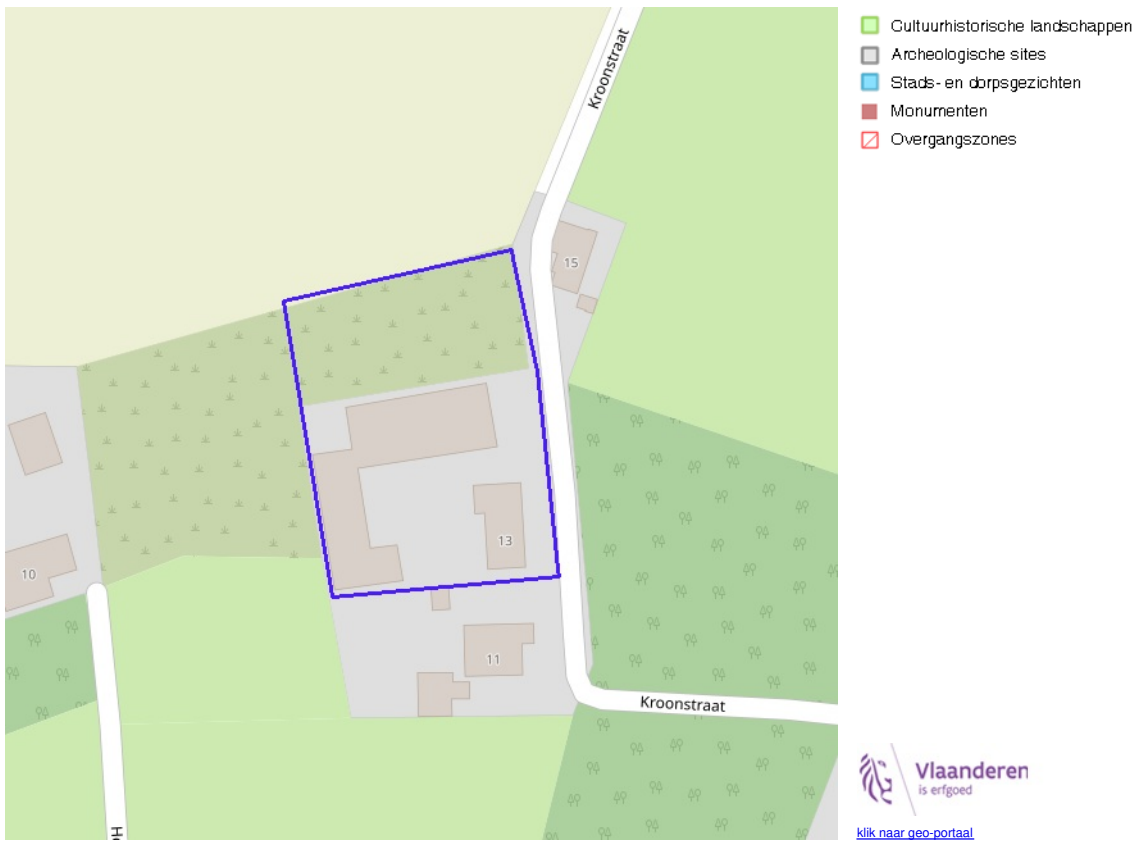 Kroonstraat
15
13
10
11
Kroonstraat
Cultuurhistorische landschappen
Archeologische sites
Stads- en dorpsgezichten
Monumenten
Overgangszones
Vlaanderen
is erfgoed
klik naar geo-portaal